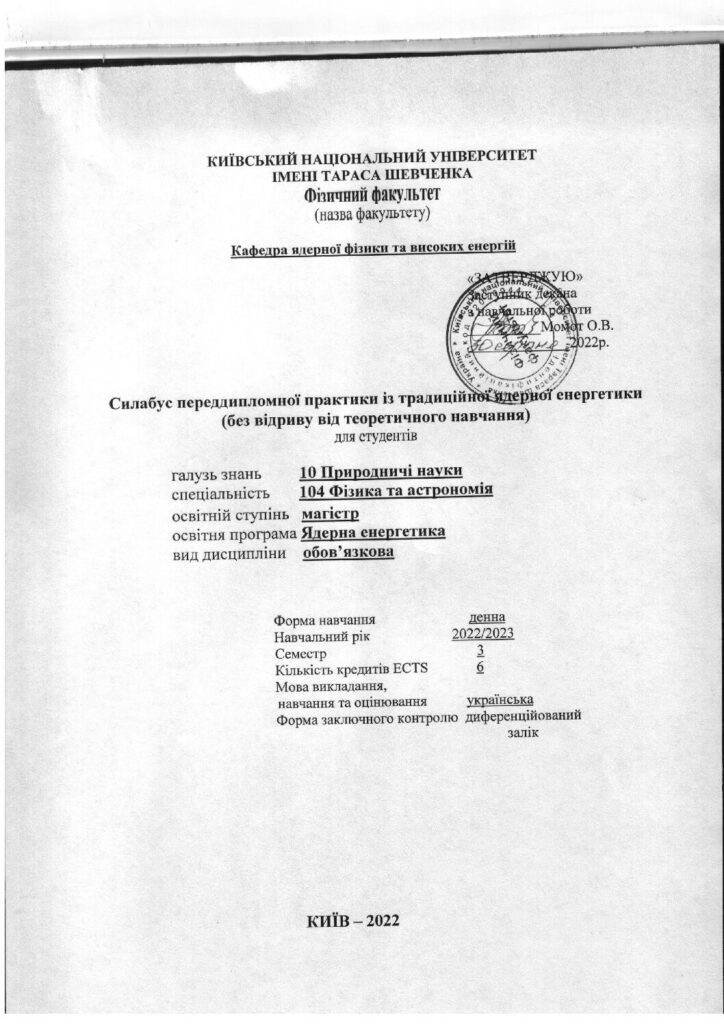 КИЇВСЬКИЙ НАЦІОНАЛЬНИЙ УНІВЕРСИТЕТ
ІМЕНІ ТАРАСА ШЕВЧЕНКА
Фізичний факультет
(назва факультету)
Кафедра ядерної фізики та високих енергій
«ЗАТВЕРДЖУЮ»
Заступник декана
з навчальної роботи
Момот О.В.
2022р.
Силабус переддипломної практики із традиційної ядерної енергетики
(без відриву від теоретичного навчання)
для студентів
галузь знань 10 Природничі науки
спеціальність 104 Фізика та астрономія
освітній ступінь магістр
освітня програма Ядерна енергетика
вид дисципліни обов’язкова
Форма навчання денна
Навчальний рік 2022/2023
Семестр 3
Кількість кредитів ECTS 6
Мова викладання,
навчання та оцінювання українська
Форма заключного контролю диференційований
залік
КИЇВ – 2022